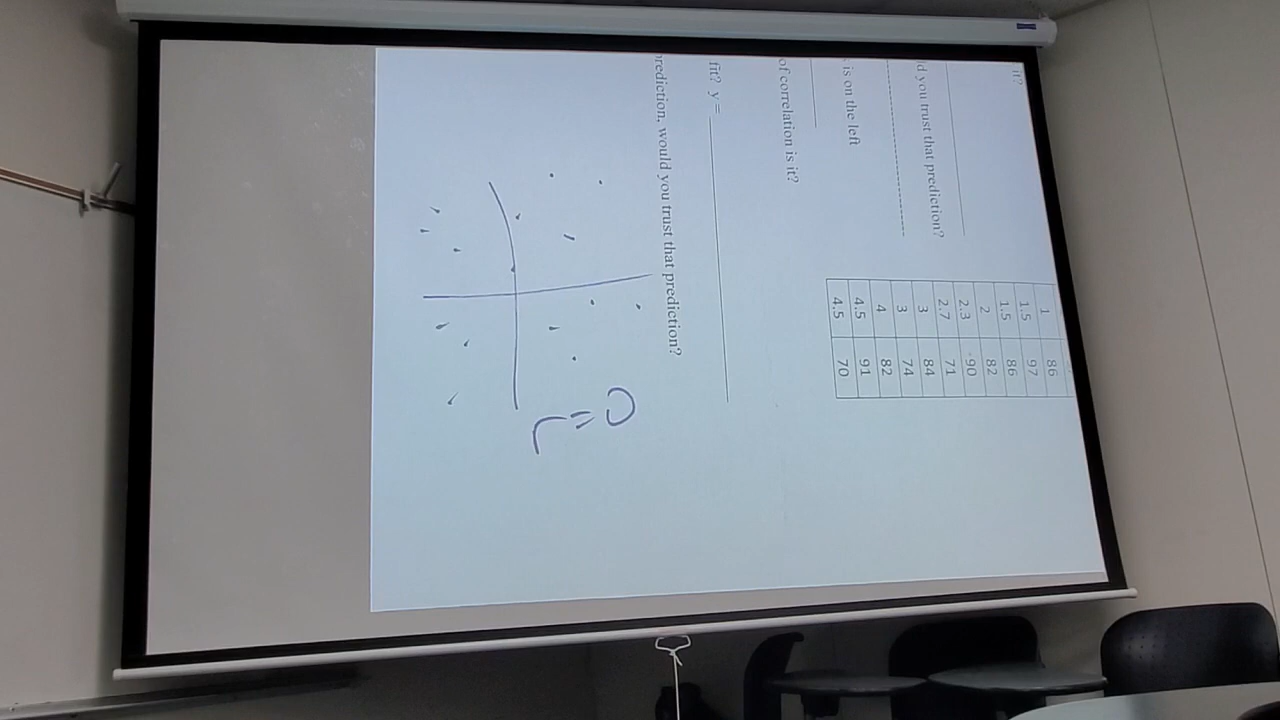 it?
d you trust that prediction?
is on the left
of correlation is it?
fit? y =
rediction, would you trust that prediction?
1 86
1.5 97
1.5 86
2 82
2.3 90
2.7 71
3 84
3 74
4 82
4.5 91
4.5 70
r=0